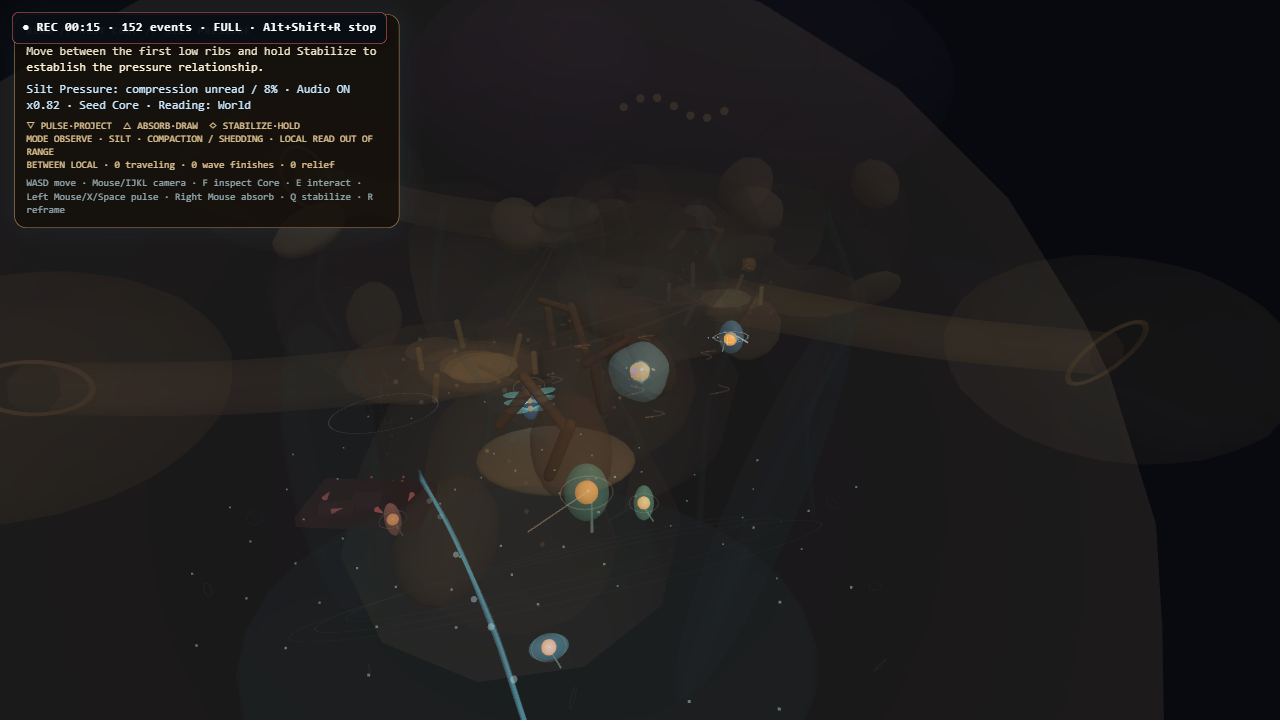 ● REC 00:15 · 152 events · FULL · Alt+Shift+R stop
Move between the first low ribs and hold Stabilize to
establish the pressure relationship.
Silt Pressure: compression unread / 8% · Audio ON
x0.82 · Seed Core · Reading: World
▽ PULSE·PROJECT △ ABSORB·DRAW ◇ STABILIZE·HOLD
MODE OBSERVE · SILT · COMPACTION / SHEDDING · LOCAL READ OUT OF
RANGE
BETWEEN LOCAL · 0 traveling · 0 wave finishes · 0 relief
WASD move · Mouse/IJKL camera · F inspect Core · E interact ·
Left Mouse/X/Space pulse · Right Mouse absorb · Q stabilize · R
reframe